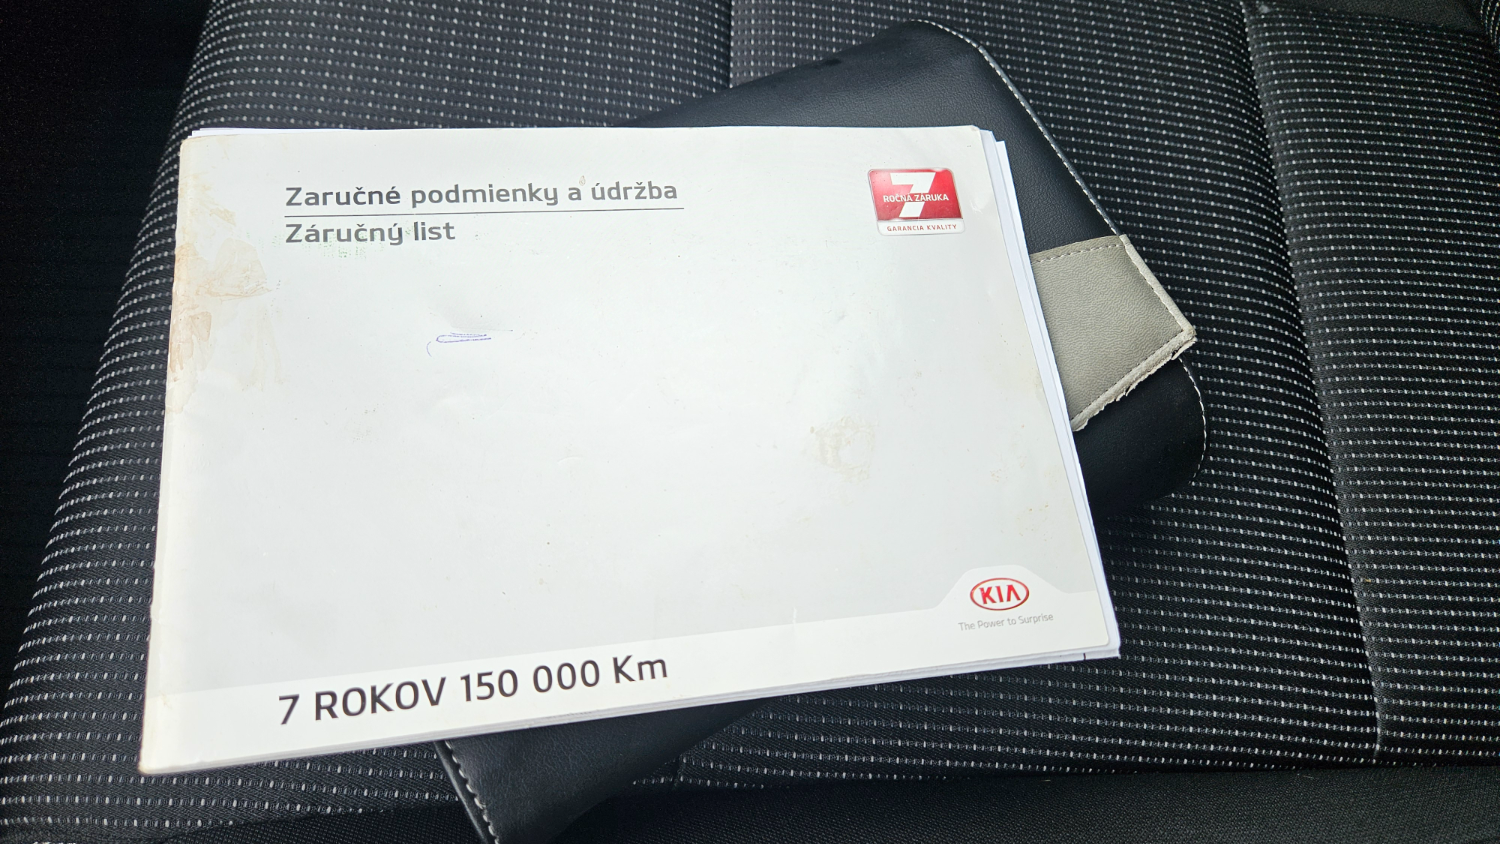 Zaručné podmienky a údržba
Záručný list
7
ROČNÁ ZÁRUKA
GARANCIA KVALITY
KIA
The Power to Surprise
7 ROKOV 150 000 Km